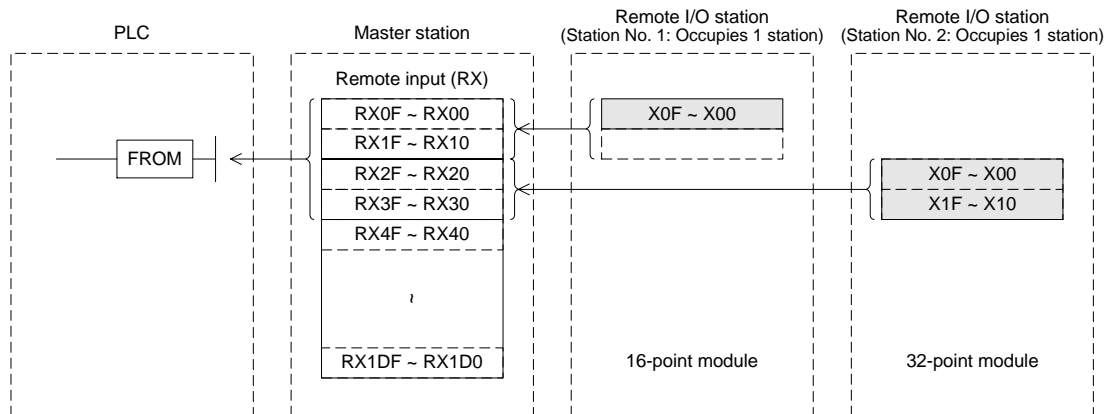 PLC
Master station
Remote I/O station
(Station No. 1: Occupies 1 station)
Remote I/O station
(Station No. 2: Occupies 1 station)
Remote input (RX)
RX0F ~ RX00
X0F ~ X00
RX1F ~ RX10
FROM
RX2F ~ RX20
X0F ~ X00
RX3F ~ RX30
X1F ~ X10
RX4F ~ RX40
~
RX1DF ~ RX1D0
16-point module
32-point module